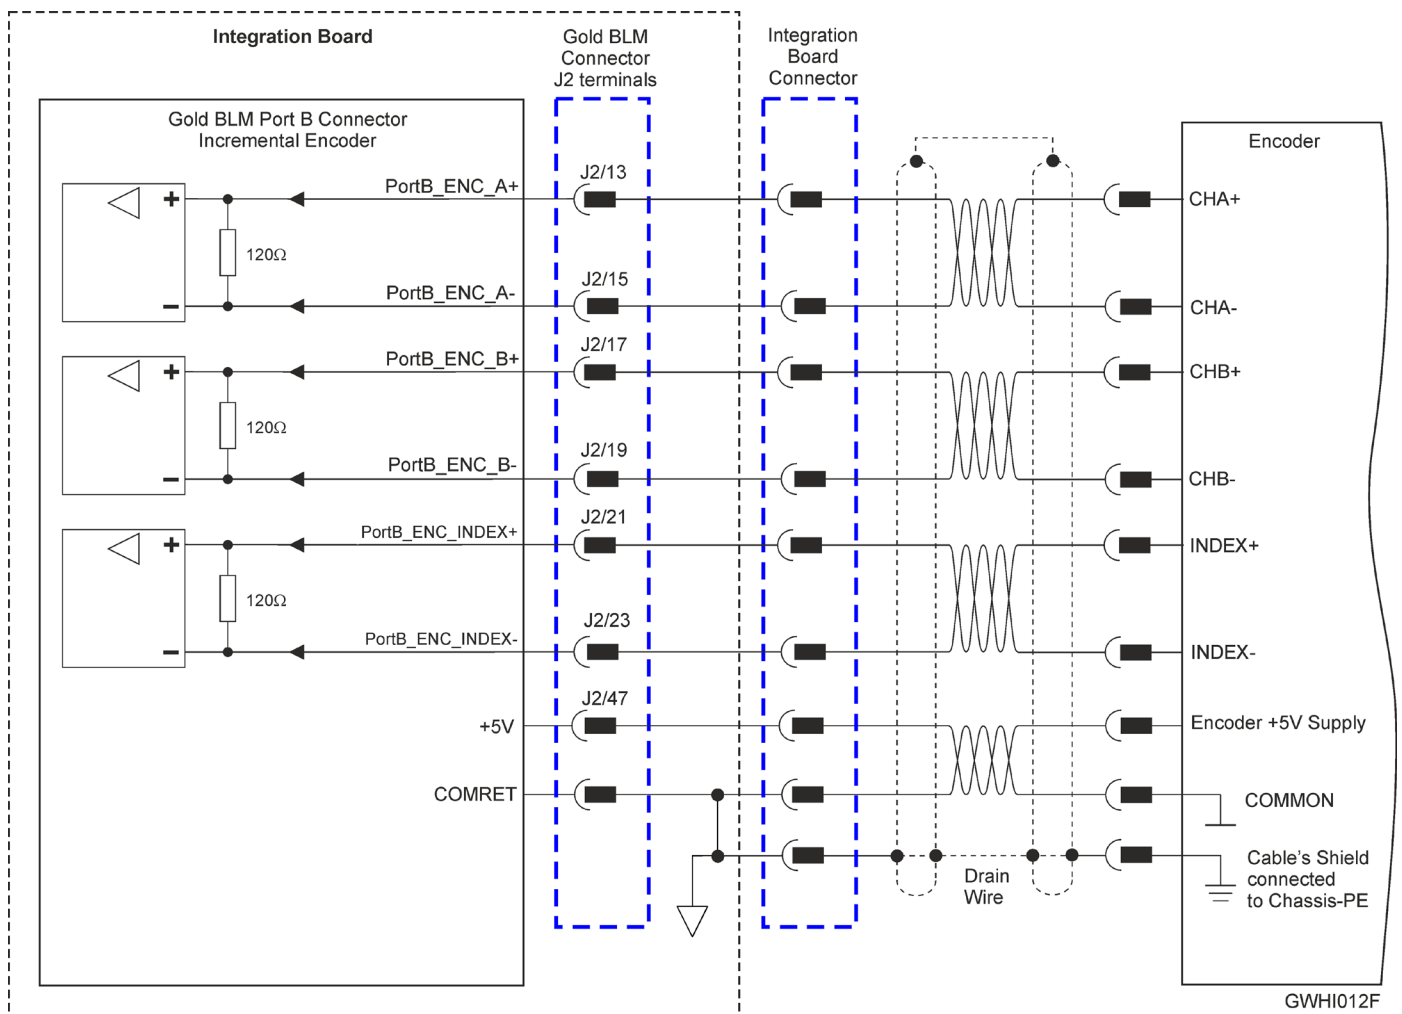 Integration Board
Gold BLM
Connector
J2 terminals
Integration
Board
Connector
Gold BLM Port B Connector
Incremental Encoder
Encoder
PortB_ENC_A+
J2/13
+
CHA+
120Ω
PortB_ENC_A-
J2/15
-
CHA-
PortB_ENC_B+
J2/17
+
CHB+
120Ω
PortB_ENC_B-
J2/19
-
CHB-
PortB_ENC_INDEX+
J2/21
+
INDEX+
120Ω
PortB_ENC_INDEX-
J2/23
-
INDEX-
+5V
J2/47
Encoder +5V Supply
COMRET
COMMON
Drain
Wire
Cable's Shield
connected
to Chassis-PE
GWHI012F